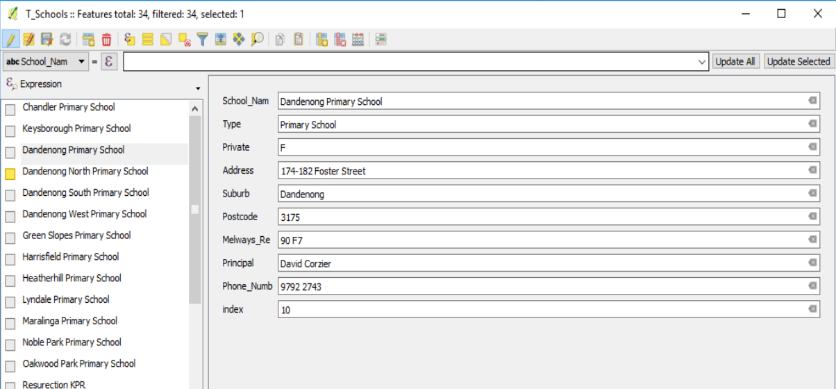 T_Schools :: Features total: 34, filtered: 34, selected: 1
abc School_Nam = ε Update All Update Selected
Expression
Chandler Primary School
Keysborough Primary School
Dandenong Primary School
Dandenong North Primary School
Dandenong South Primary School
Dandenong West Primary School
Green Slopes Primary School
Harrisfield Primary School
Heatherhill Primary School
Lyndale Primary School
Maralinga Primary School
Noble Park Primary School
Oakwood Park Primary School
Resurection KPR
School_Nam Dandenong Primary School
Type Primary School
Private F
Address 174-182 Foster Street
Suburb Dandenong
Postcode 3175
Melways_Re 90 F7
Principal David Corzier
Phone_Numb 9792 2743
index 10